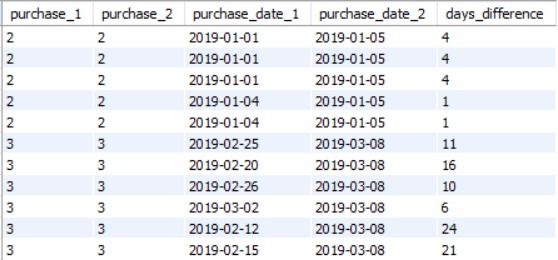 purchase_1 purchase_2 purchase_date_1 purchase_date_2 days_difference
2 2 2019-01-01 2019-01-05 4
2 2 2019-01-01 2019-01-05 4
2 2 2019-01-01 2019-01-05 4
2 2 2019-01-04 2019-01-05 1
2 2 2019-01-04 2019-01-05 1
3 3 2019-02-25 2019-03-08 11
3 3 2019-02-20 2019-03-08 16
3 3 2019-02-26 2019-03-08 10
3 3 2019-03-02 2019-03-08 6
3 3 2019-02-12 2019-03-08 24
3 3 2019-02-15 2019-03-08 21